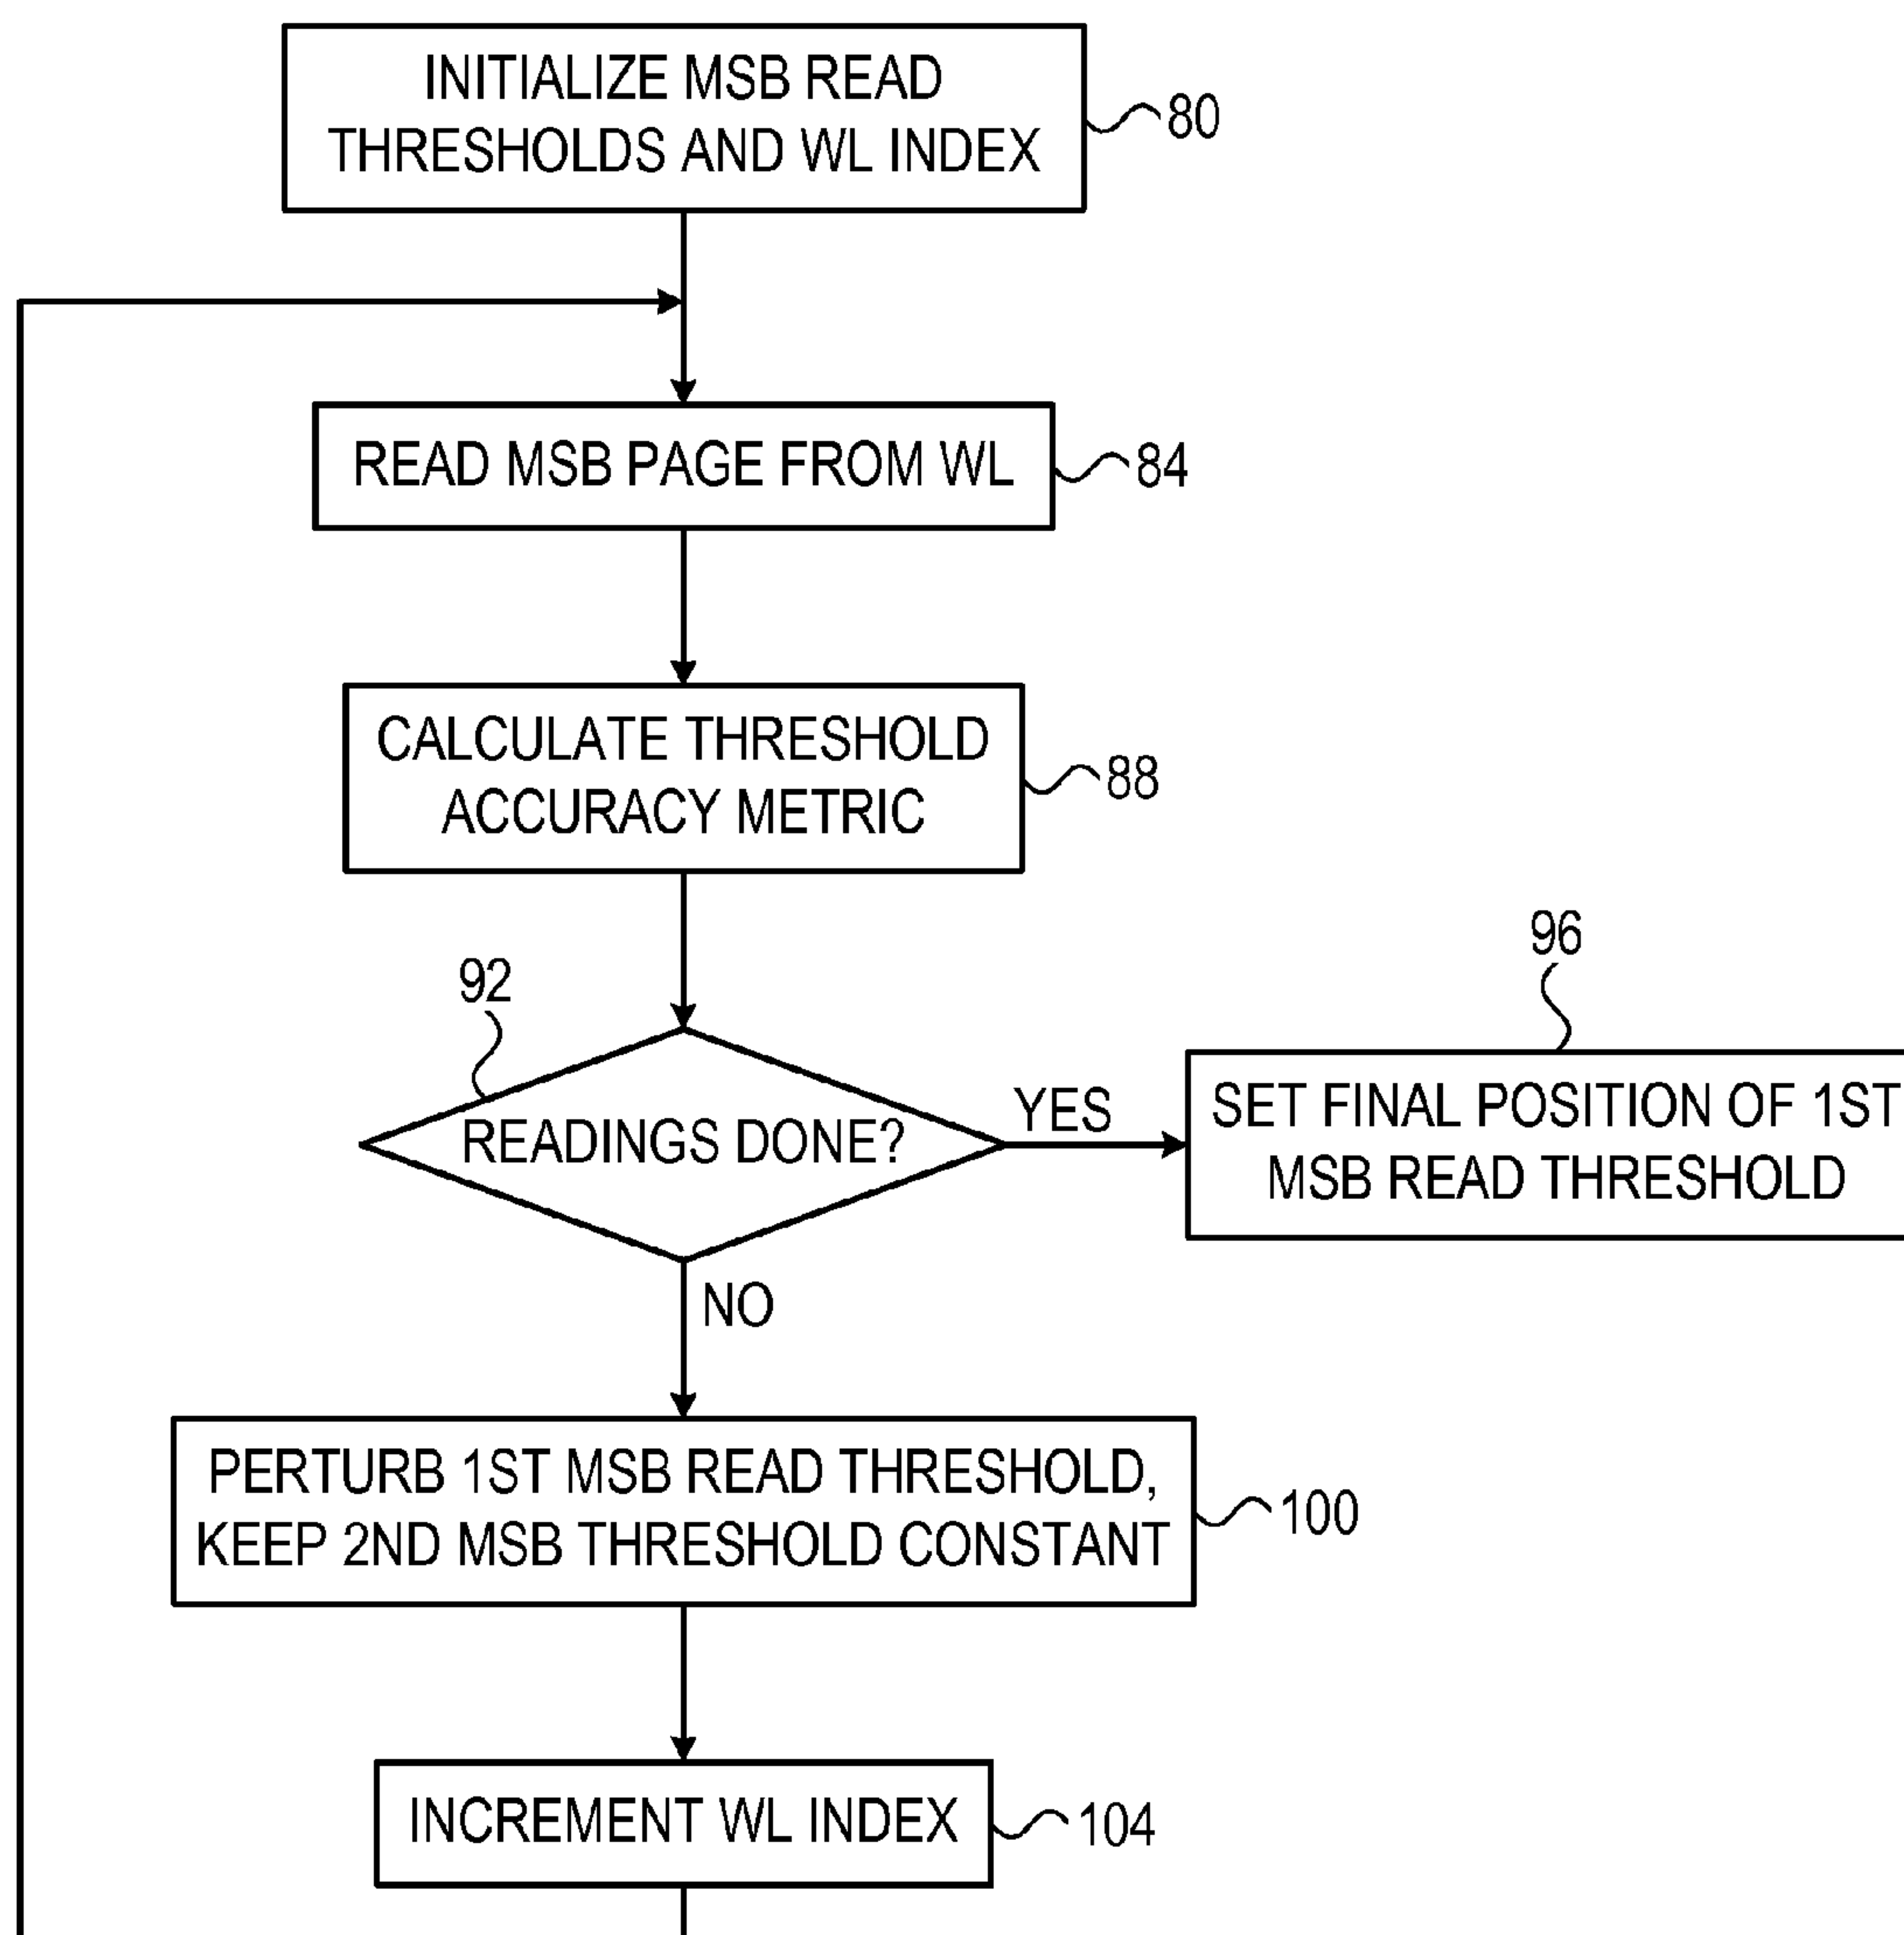 INITIALIZE MSB READ
THRESHOLDS AND WL INDEX
80
READ MSB PAGE FROM WL
84
CALCULATE THRESHOLD
ACCURACY METRIC
88
92
READINGS DONE?
YES
96
SET FINAL POSITION OF 1ST
MSB READ THRESHOLD
NO
PERTURB 1ST MSB READ THRESHOLD,
KEEP 2ND MSB THRESHOLD CONSTANT
100
INCREMENT WL INDEX
104